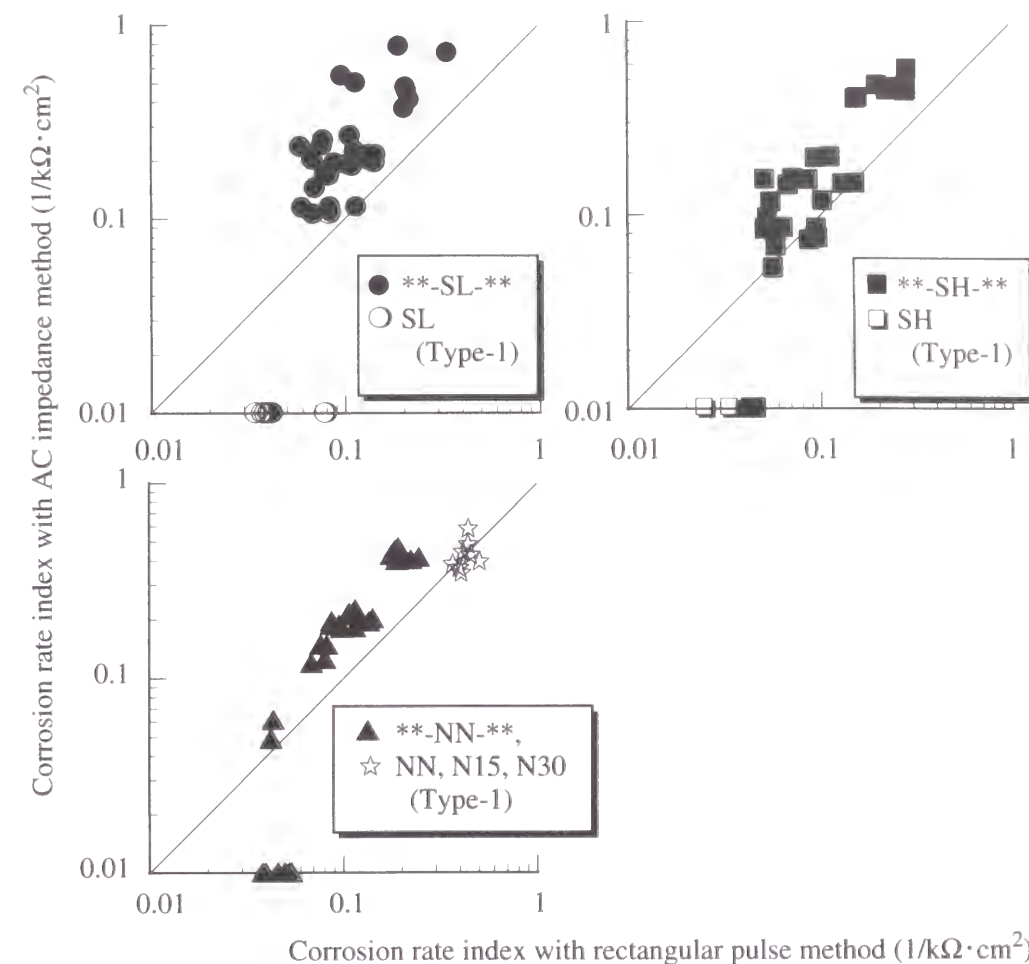 Corrosion rate index with AC impedance method (1/kΩ·cm²)
1
0.1
0.01
0.01
0.1
1
**-SL-**
SL
(Type-1)
1
0.1
0.01
0.01
0.1
1
**-SH-**
SH
(Type-1)
1
0.1
0.01
0.01
0.1
1
**-NN-**,
NN, N15, N30
(Type-1)
Corrosion rate index with rectangular pulse method (1/kΩ·cm²)